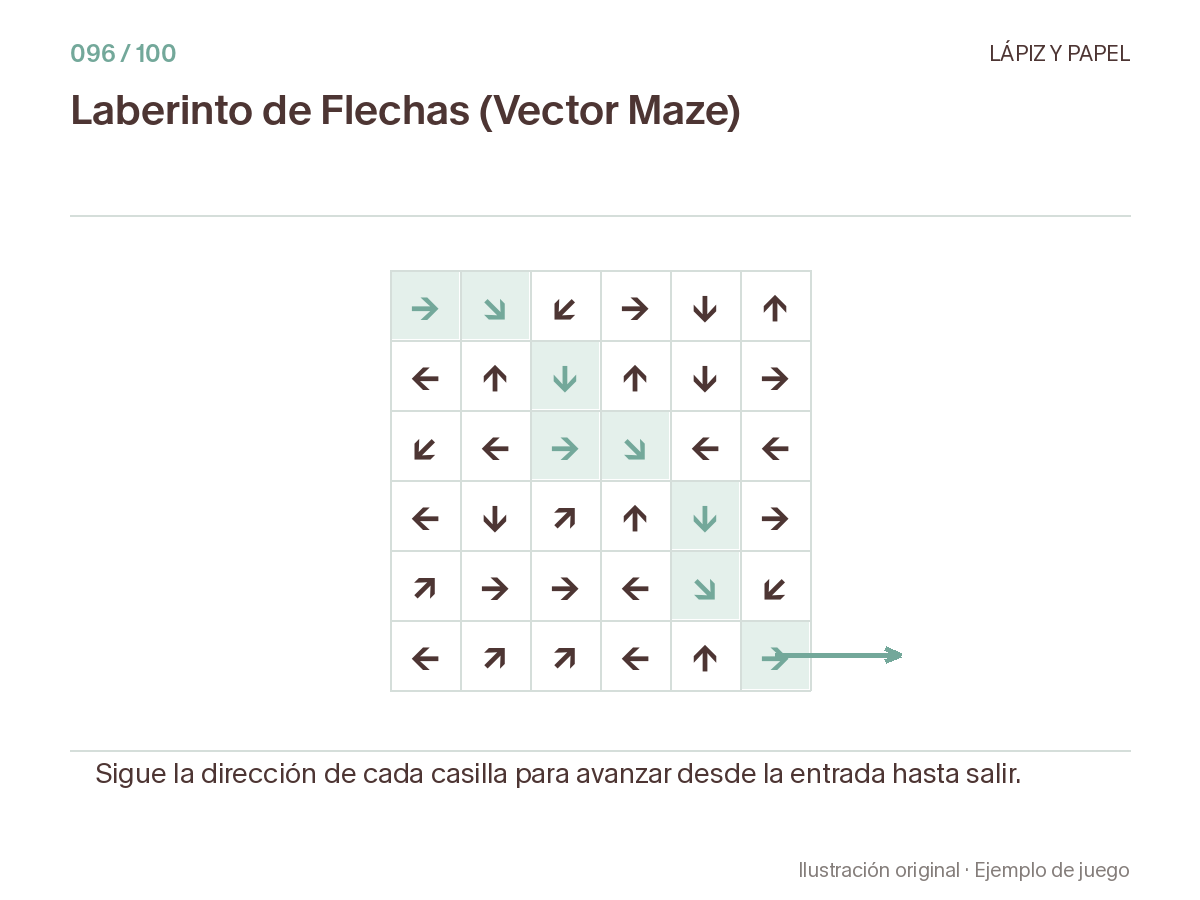 096 / 100
LÁPIZ Y PAPEL
Laberinto de Flechas (Vector Maze)
Sigue la dirección de cada casilla para avanzar desde la entrada hasta salir.
Ilustración original · Ejemplo de juego